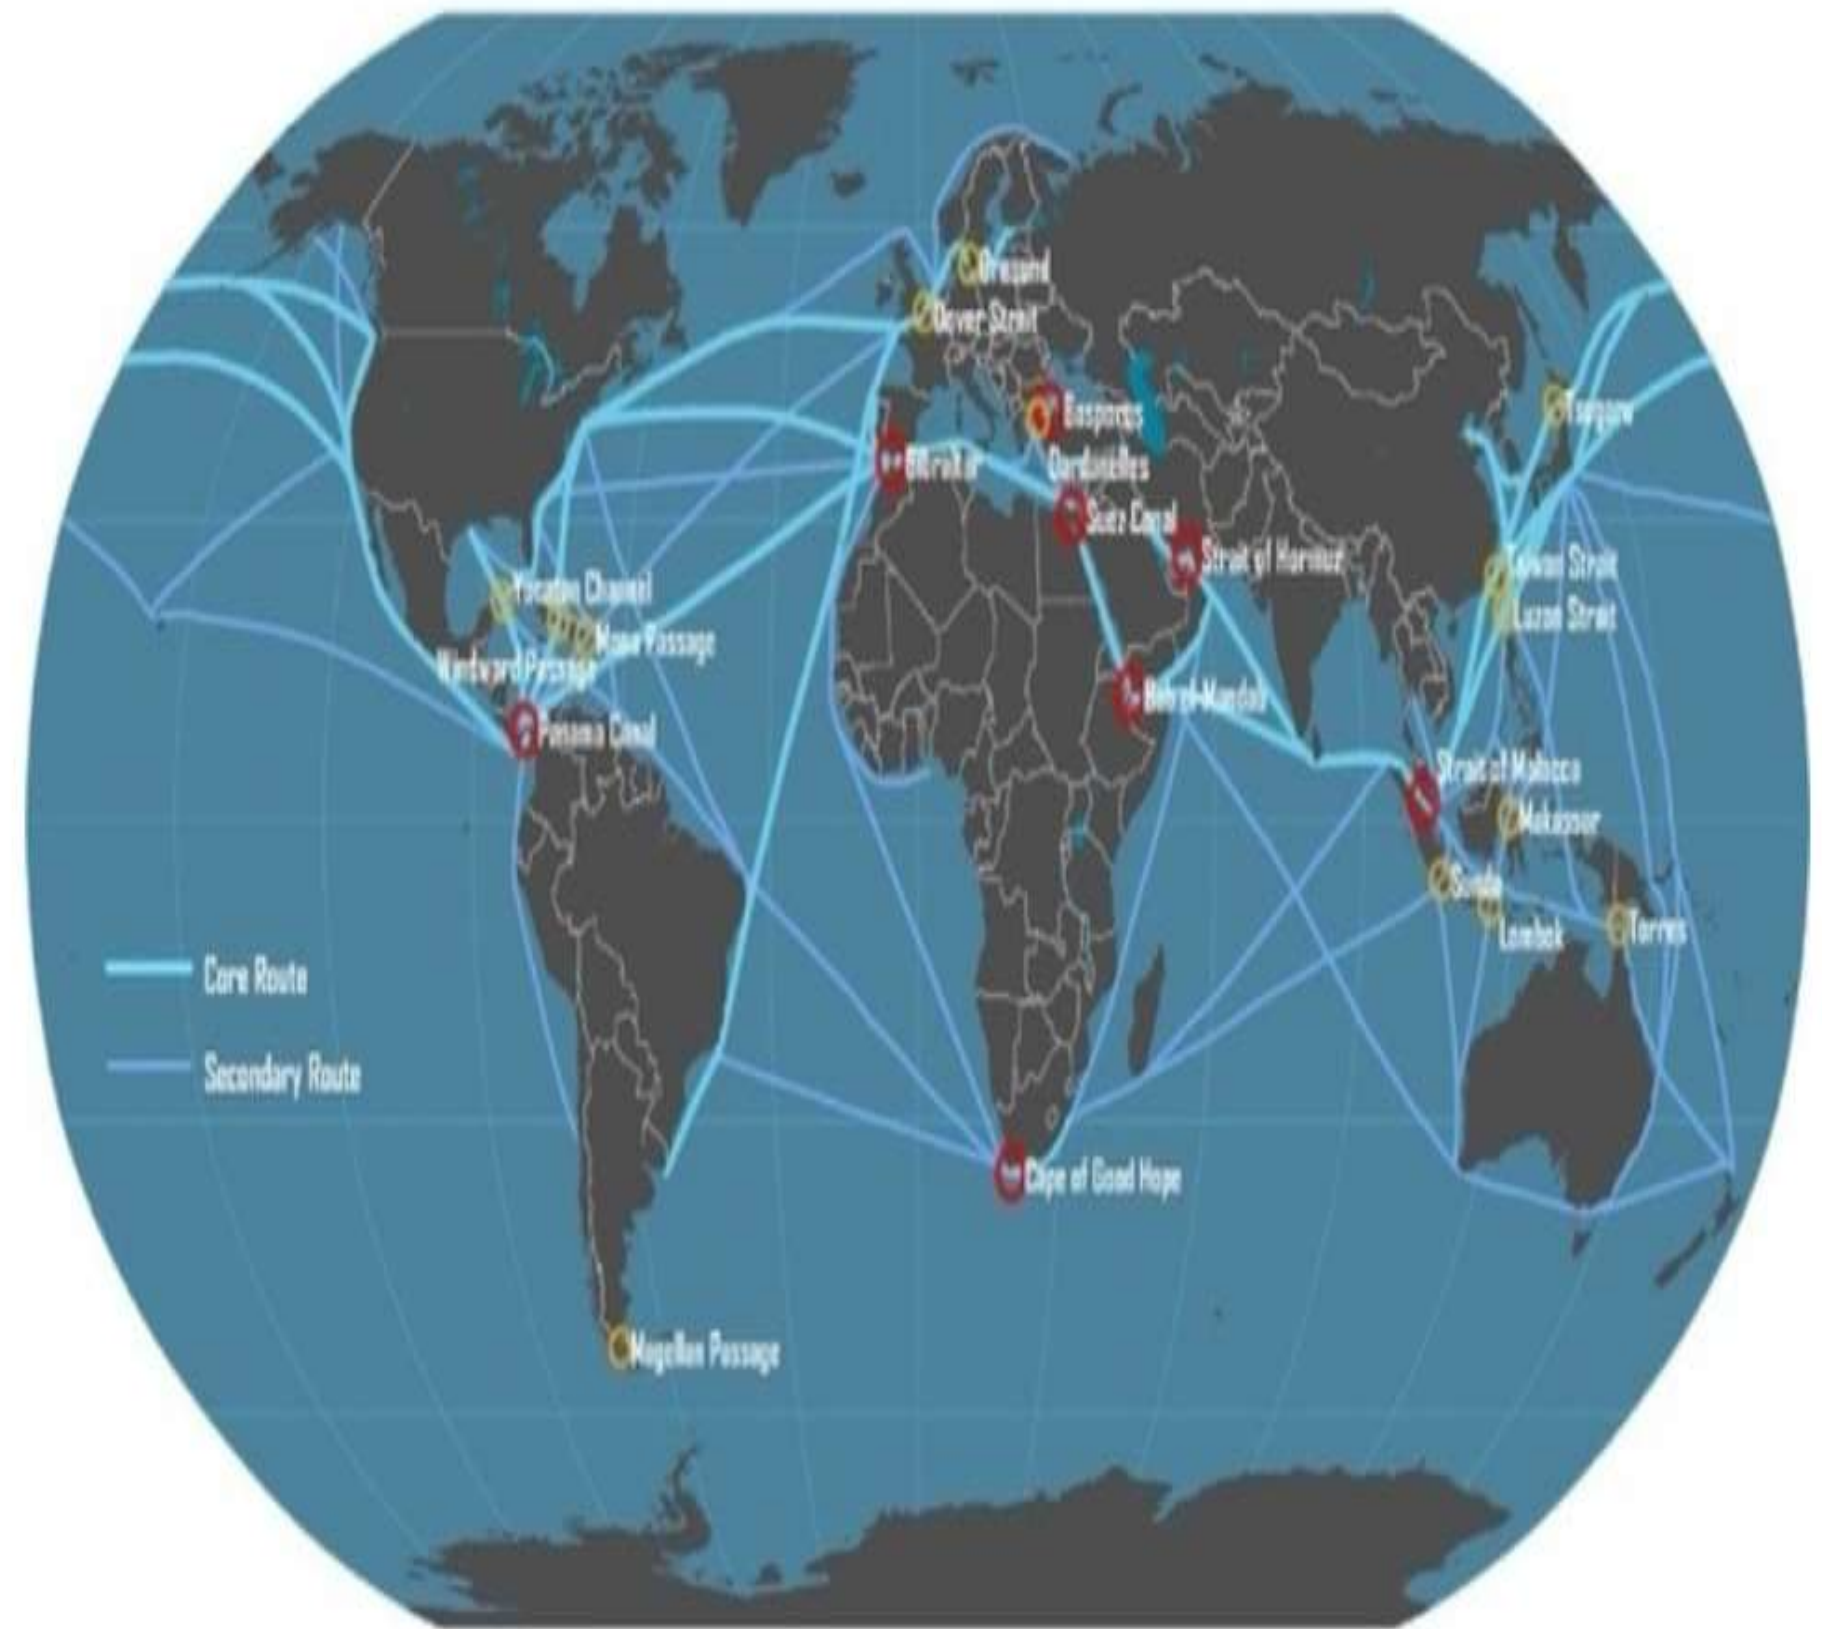 Oresund
Dover Strait
Bosporus
Tsugaru
Gibraltar
Dardanelles
Suez Canal
Strait of Hormuz
Taiwan Strait
Yucatan Channel
Luzon Strait
Mona Passage
Windward Passage
Bab el-Mandab
Panama Canal
Strait of Malacca
Makassar
Sunda
Torres
Lombok
Core Route
Secondary Route
Cape of Good Hope
Magellan Passage